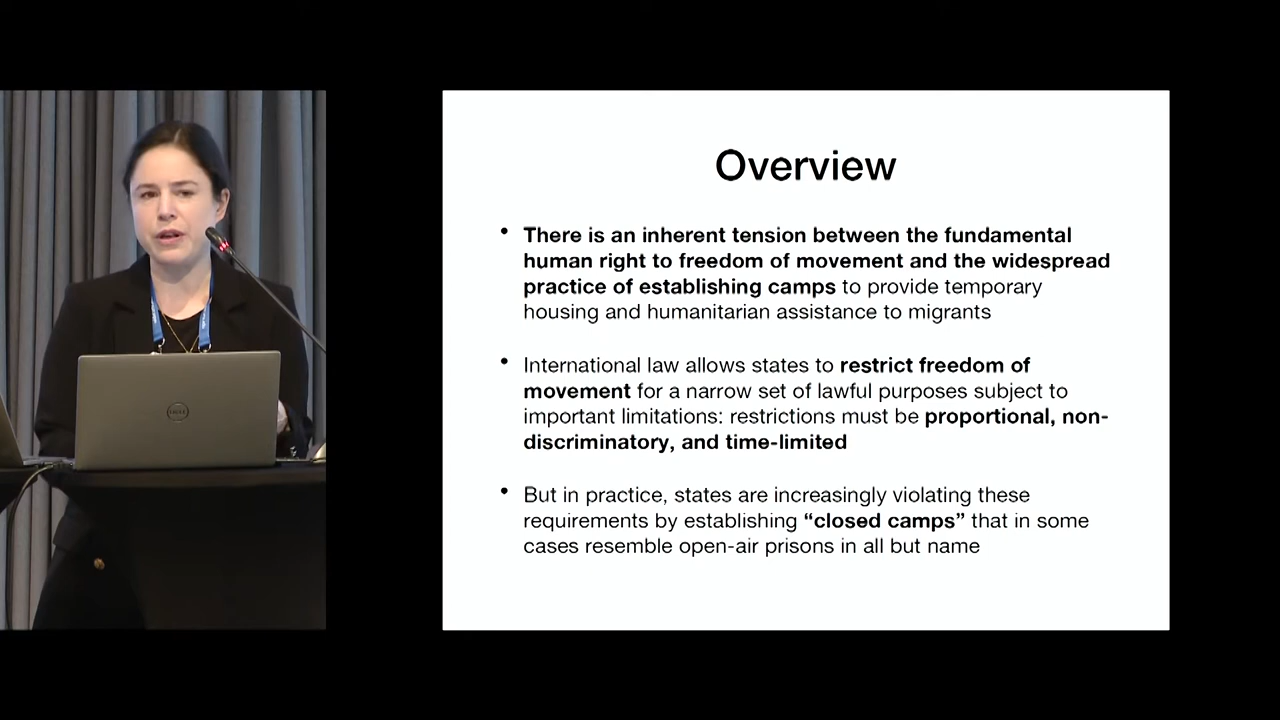 Overview
• There is an inherent tension between the fundamental
human right to freedom of movement and the widespread
practice of establishing camps to provide temporary
housing and humanitarian assistance to migrants
• International law allows states to restrict freedom of
movement for a narrow set of lawful purposes subject to
important limitations: restrictions must be proportional, non-
discriminatory, and time-limited
• But in practice, states are increasingly violating these
requirements by establishing “closed camps” that in some
cases resemble open-air prisons in all but name
DELL